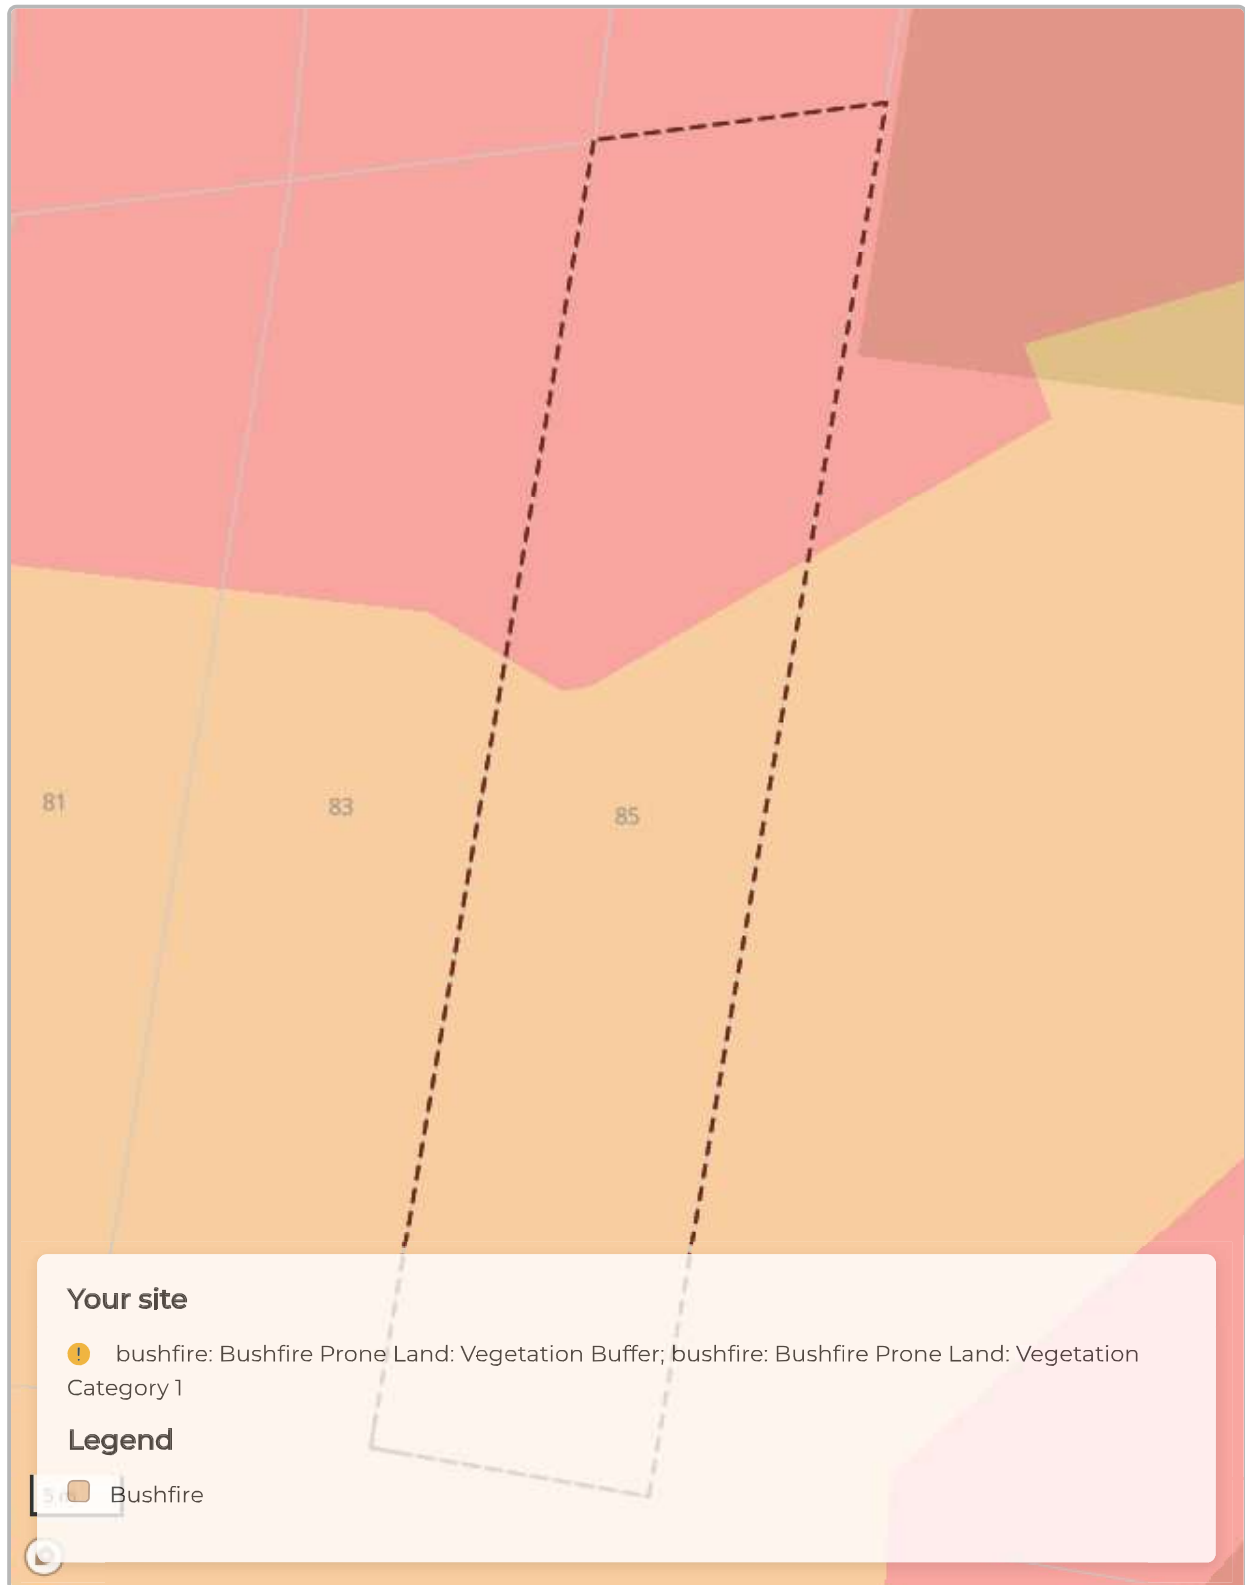 81
83
85
Your site
bushfire: Bushfire Prone Land: Vegetation Buffer; bushfire: Bushfire Prone Land: Vegetation
Category 1
Legend
5 m
Bushfire